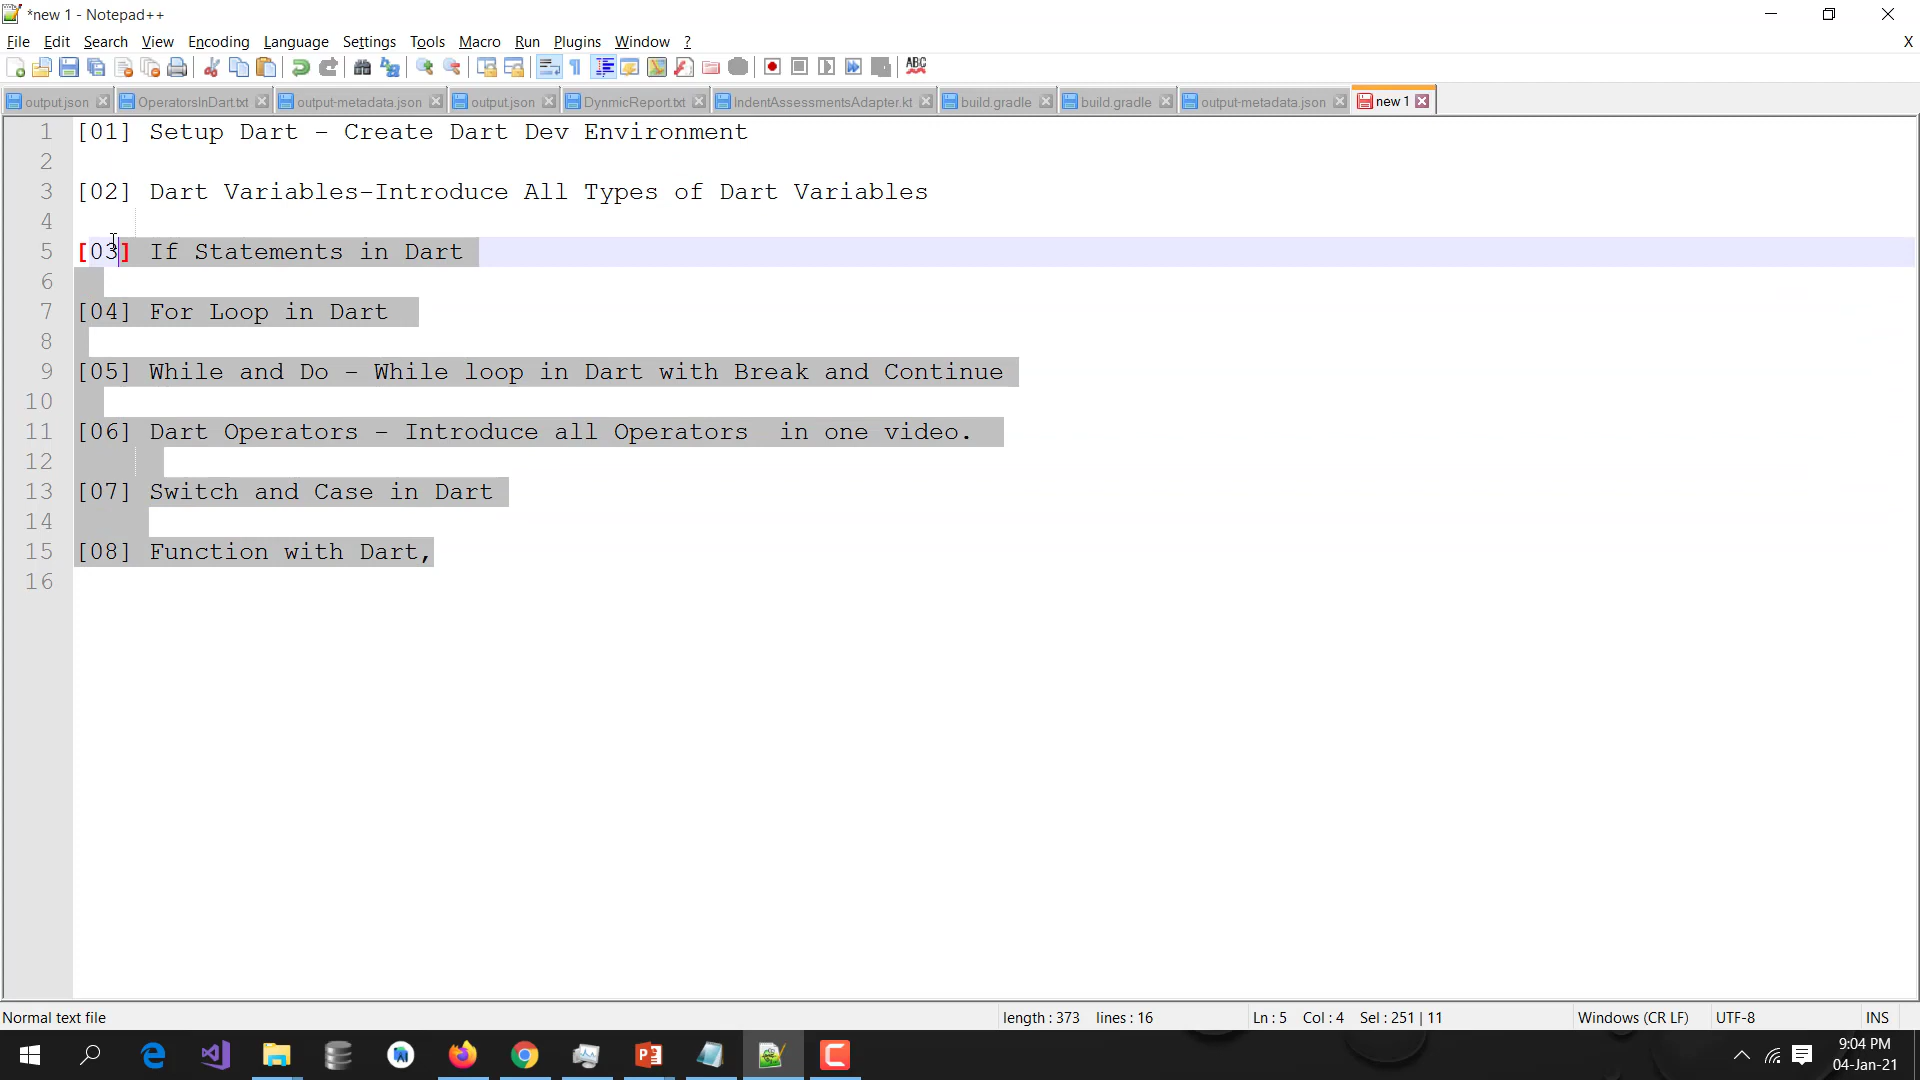 *new 1 - Notepad++
File Edit Search View Encoding Language Settings Tools Macro Run Plugins Window ? X
ABC
output.json OperatorsInDart.txt output-metadata.json output.json DynmicReport.txt IndentAssessmentsAdapter.kt build.gradle build.gradle output-metadata.json new 1
1 [01] Setup Dart - Create Dart Dev Environment
2
3 [02] Dart Variables-Introduce All Types of Dart Variables
4
5 [03] If Statements in Dart
6
7 [04] For Loop in Dart
8
9 [05] While and Do - While loop in Dart with Break and Continue
10
11 [06] Dart Operators - Introduce all Operators  in one video.
12
13 [07] Switch and Case in Dart
14
15 [08] Function with Dart,
16
Normal text file length : 373 lines : 16 Ln : 5 Col : 4 Sel : 251 | 11 Windows (CR LF) UTF-8 INS
9:04 PM
04-Jan-21